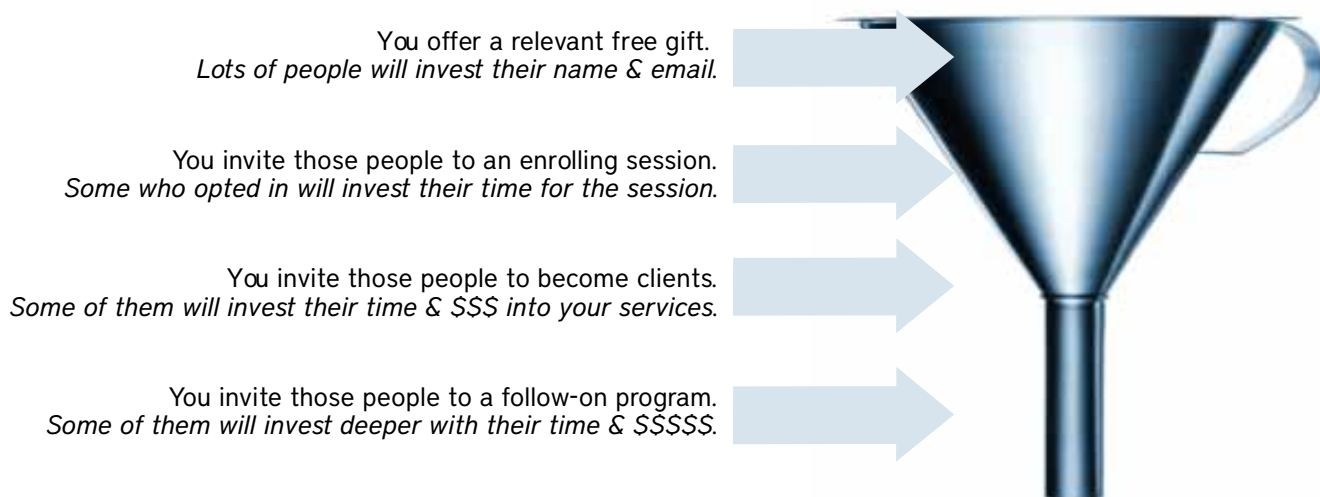 You offer a relevant free gift.
Lots of people will invest their name & email.
You invite those people to an enrolling session.
Some who opted in will invest their time for the session.
You invite those people to become clients.
Some of them will invest their time & $$$ into your services.
You invite those people to a follow-on program.
Some of them will invest deeper with their time & $$$$$.